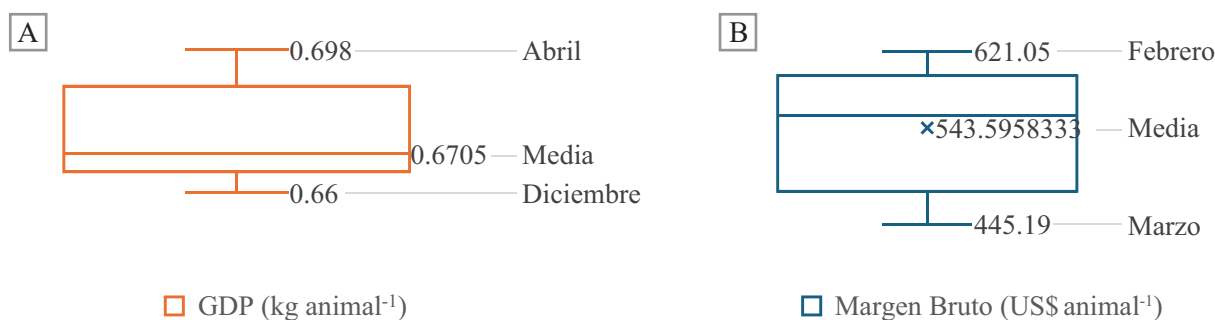 A
0.698 Abril
0.6705 Media
0.66 Diciembre
GDP (kg animal⁻¹)
B
621.05 Febrero
543.5958333 Media
445.19 Marzo
Margen Bruto (US$ animal⁻¹)